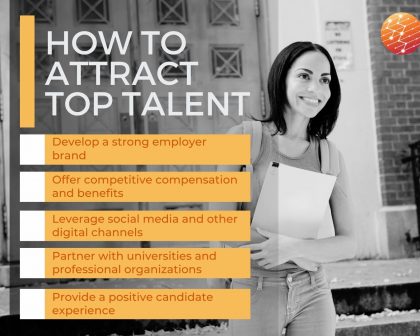 HOW TO
ATTRACT
TOP TALENT
Develop a strong employer
brand
Offer competitive compensation
and benefits
Leverage social media and other
digital channels
Partner with universities and
professional organizations
Provide a positive candidate
experience